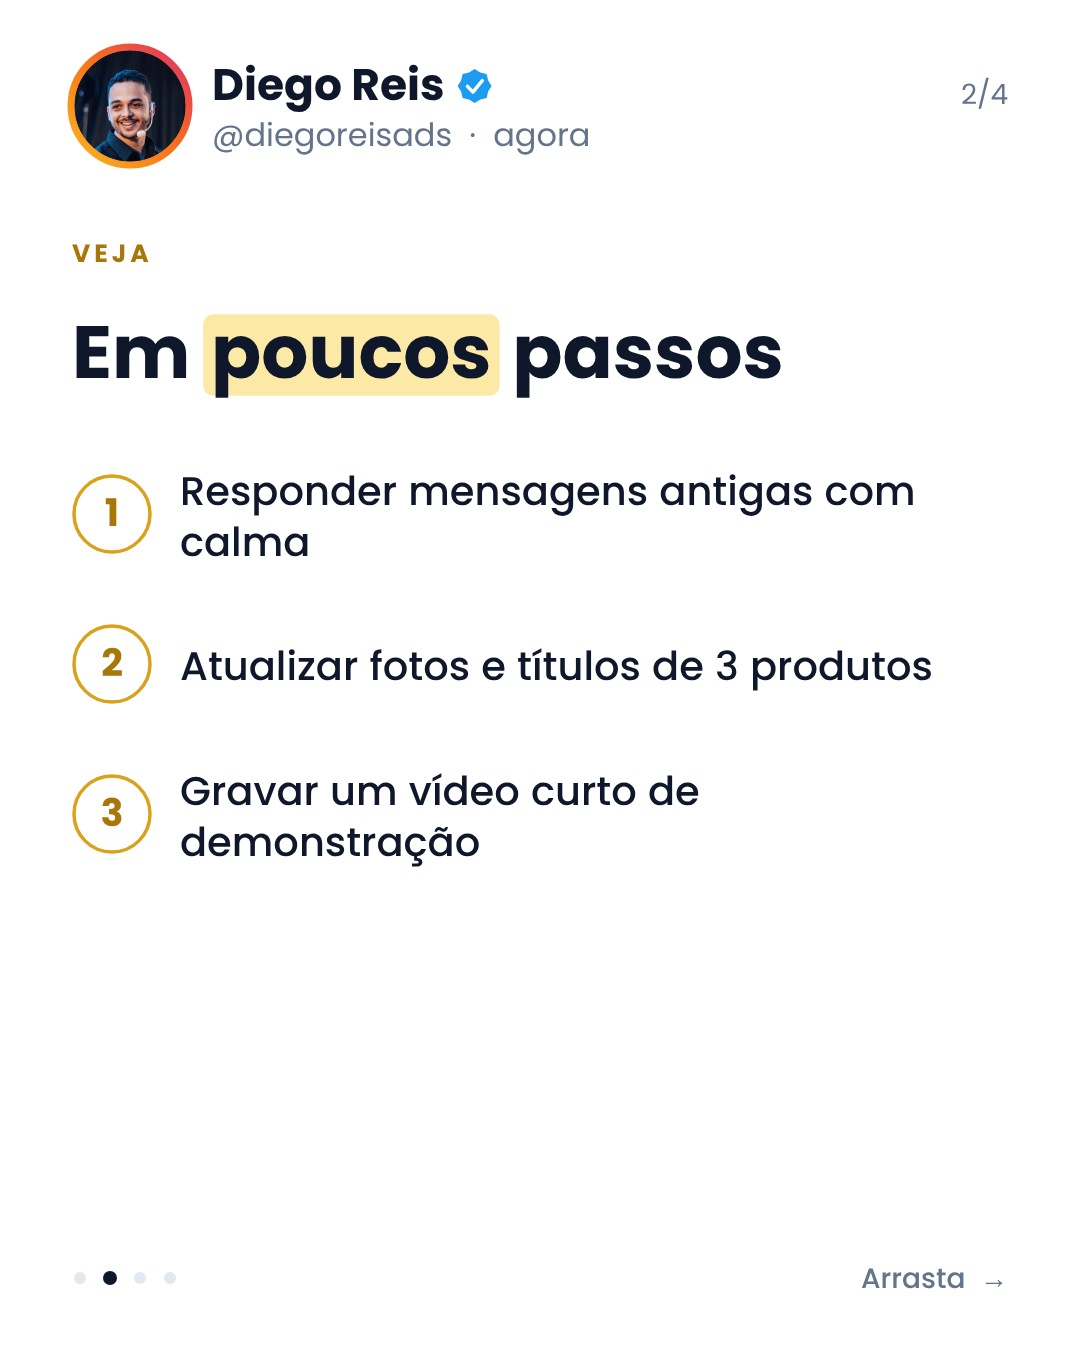 Diego Reis
@diegoreisads · agora
2/4
VEJA
Em poucos passos
1
Responder mensagens antigas com
calma
2
Atualizar fotos e títulos de 3 produtos
3
Gravar um vídeo curto de
demonstração
Arrasta →